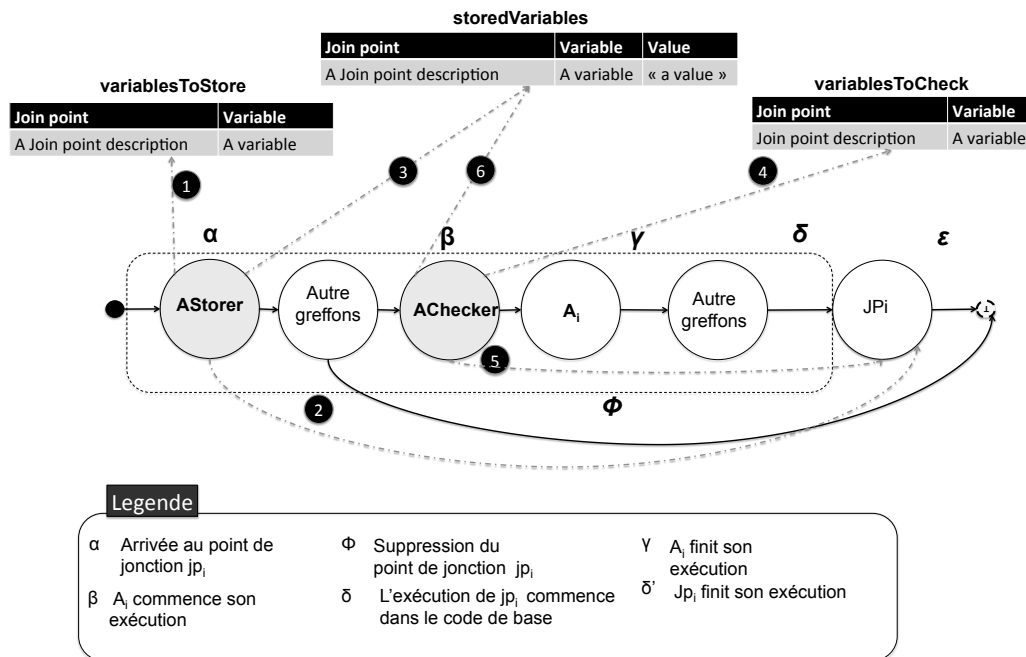 storedVariables
Join point Variable Value
A Join point description A variable « a value »
variablesToStore
Join point Variable
A Join point description A variable
variablesToCheck
Join point Variable
Join point description A variable
1
3
6
4
α β γ δ ε
AStorer
Autre
greffons
AChecker
Ai
Autre
greffons
JPi
5
2
Φ
Legende
α Arrivée au point de
jonction jpi
β Ai commence son
exécution
Φ Suppression du
point de jonction jpi
δ L'exécution de jpi commence
dans le code de base
γ Ai finit son
exécution
δ' Jpi finit son exécution